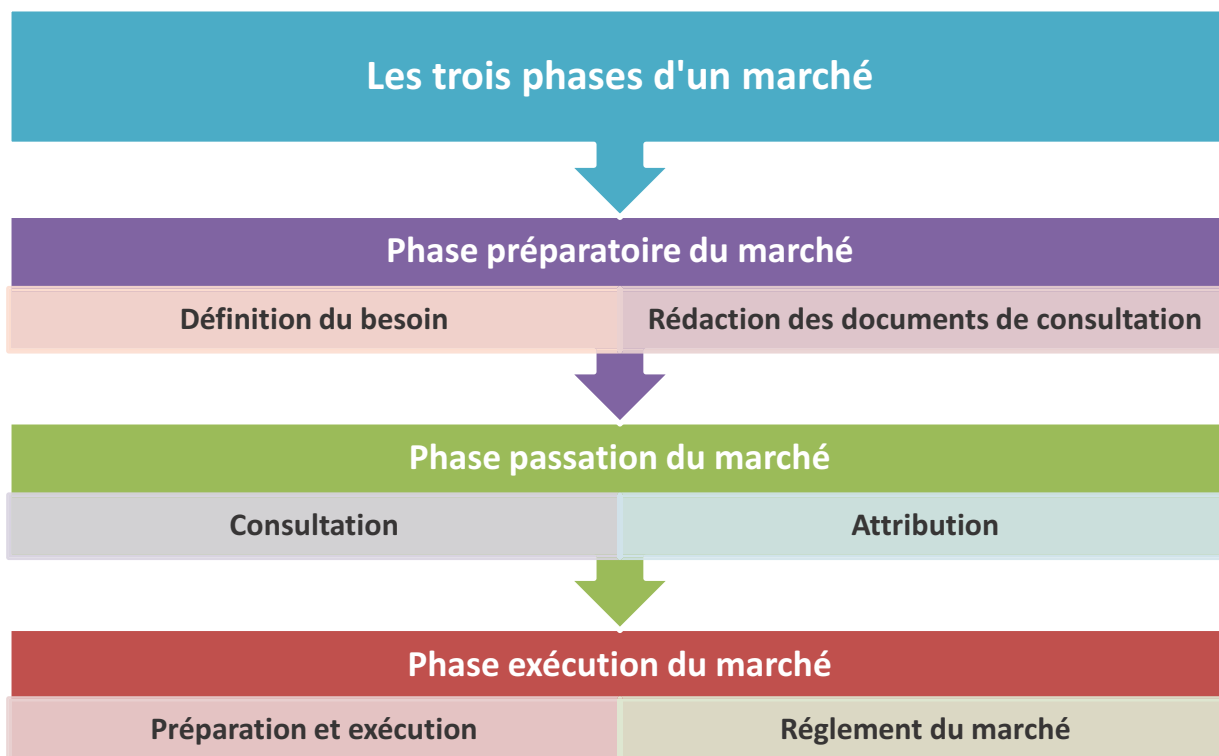 Les trois phases d'un marché
Phase préparatoire du marché
Définition du besoin
Rédaction des documents de consultation
Phase passation du marché
Consultation
Attribution
Phase exécution du marché
Préparation et exécution
Réglement du marché